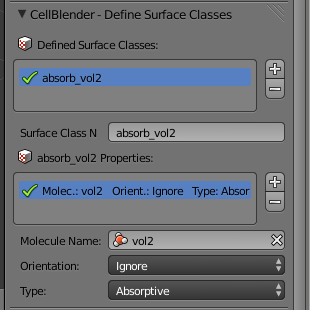 CellBlender - Define Surface Classes
Defined Surface Classes:
absorb_vol2
Surface Class N absorb_vol2
absorb_vol2 Properties:
Molec.: vol2 Orient.: Ignore Type: Absor
Molecule Name: vol2
Orientation: Ignore
Type: Absorptive